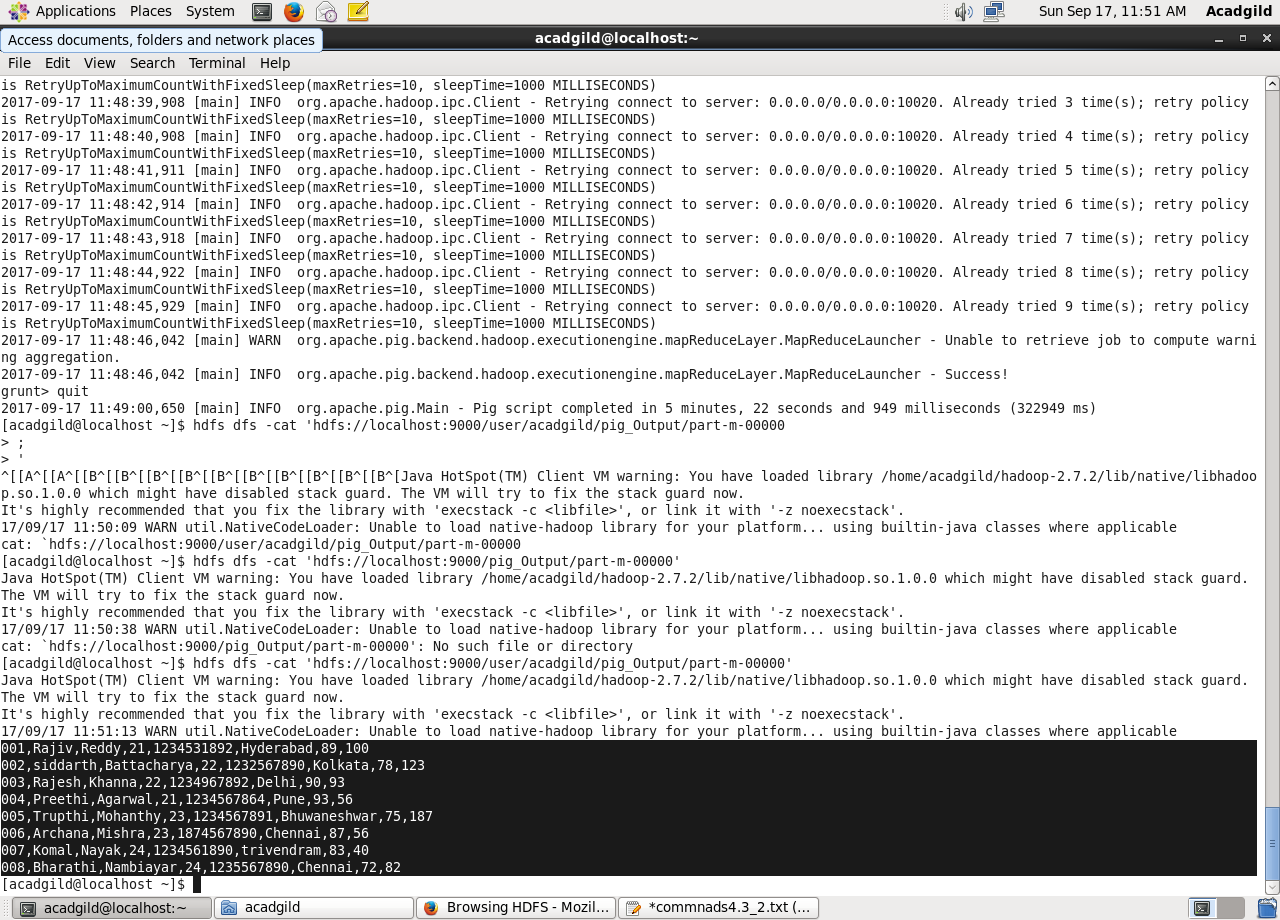 Applications Places System Sun Sep 17, 11:51 AM Acadgild
Access documents, folders and network places
acadgild@localhost:~
File Edit View Search Terminal Help
is RetryUpToMaximumCountWithFixedSleep(maxRetries=10, sleepTime=1000 MILLISECONDS)
2017-09-17 11:48:39,908 [main] INFO  org.apache.hadoop.ipc.Client - Retrying connect to server: 0.0.0.0/0.0.0.0:10020. Already tried 3 time(s); retry policy
is RetryUpToMaximumCountWithFixedSleep(maxRetries=10, sleepTime=1000 MILLISECONDS)
2017-09-17 11:48:40,908 [main] INFO  org.apache.hadoop.ipc.Client - Retrying connect to server: 0.0.0.0/0.0.0.0:10020. Already tried 4 time(s); retry policy
is RetryUpToMaximumCountWithFixedSleep(maxRetries=10, sleepTime=1000 MILLISECONDS)
2017-09-17 11:48:41,911 [main] INFO  org.apache.hadoop.ipc.Client - Retrying connect to server: 0.0.0.0/0.0.0.0:10020. Already tried 5 time(s); retry policy
is RetryUpToMaximumCountWithFixedSleep(maxRetries=10, sleepTime=1000 MILLISECONDS)
2017-09-17 11:48:42,914 [main] INFO  org.apache.hadoop.ipc.Client - Retrying connect to server: 0.0.0.0/0.0.0.0:10020. Already tried 6 time(s); retry policy
is RetryUpToMaximumCountWithFixedSleep(maxRetries=10, sleepTime=1000 MILLISECONDS)
2017-09-17 11:48:43,918 [main] INFO  org.apache.hadoop.ipc.Client - Retrying connect to server: 0.0.0.0/0.0.0.0:10020. Already tried 7 time(s); retry policy
is RetryUpToMaximumCountWithFixedSleep(maxRetries=10, sleepTime=1000 MILLISECONDS)
2017-09-17 11:48:44,922 [main] INFO  org.apache.hadoop.ipc.Client - Retrying connect to server: 0.0.0.0/0.0.0.0:10020. Already tried 8 time(s); retry policy
is RetryUpToMaximumCountWithFixedSleep(maxRetries=10, sleepTime=1000 MILLISECONDS)
2017-09-17 11:48:45,929 [main] INFO  org.apache.hadoop.ipc.Client - Retrying connect to server: 0.0.0.0/0.0.0.0:10020. Already tried 9 time(s); retry policy
is RetryUpToMaximumCountWithFixedSleep(maxRetries=10, sleepTime=1000 MILLISECONDS)
2017-09-17 11:48:46,042 [main] WARN  org.apache.pig.backend.hadoop.executionengine.mapReduceLayer.MapReduceLauncher - Unable to retrieve job to compute warni
ng aggregation.
2017-09-17 11:48:46,042 [main] INFO  org.apache.pig.backend.hadoop.executionengine.mapReduceLayer.MapReduceLauncher - Success!
grunt> quit
2017-09-17 11:49:00,650 [main] INFO  org.apache.pig.Main - Pig script completed in 5 minutes, 22 seconds and 949 milliseconds (322949 ms)
[acadgild@localhost ~]$ hdfs dfs -cat 'hdfs://localhost:9000/user/acadgild/pig_Output/part-m-00000
> ;
> '
^[[A^[[A^[[B^[[B^[[B^[[B^[[B^[[B^[[B^[[B^[[B^[[B^[Java HotSpot(TM) Client VM warning: You have loaded library /home/acadgild/hadoop-2.7.2/lib/native/libhadoo
p.so.1.0.0 which might have disabled stack guard. The VM will try to fix the stack guard now.
It's highly recommended that you fix the library with 'execstack -c <libfile>', or link it with '-z noexecstack'.
17/09/17 11:50:09 WARN util.NativeCodeLoader: Unable to load native-hadoop library for your platform... using builtin-java classes where applicable
cat: `hdfs://localhost:9000/user/acadgild/pig_Output/part-m-00000
[acadgild@localhost ~]$ hdfs dfs -cat 'hdfs://localhost:9000/pig_Output/part-m-00000'
Java HotSpot(TM) Client VM warning: You have loaded library /home/acadgild/hadoop-2.7.2/lib/native/libhadoop.so.1.0.0 which might have disabled stack guard.
The VM will try to fix the stack guard now.
It's highly recommended that you fix the library with 'execstack -c <libfile>', or link it with '-z noexecstack'.
17/09/17 11:50:38 WARN util.NativeCodeLoader: Unable to load native-hadoop library for your platform... using builtin-java classes where applicable
cat: `hdfs://localhost:9000/pig_Output/part-m-00000': No such file or directory
[acadgild@localhost ~]$ hdfs dfs -cat 'hdfs://localhost:9000/user/acadgild/pig_Output/part-m-00000'
Java HotSpot(TM) Client VM warning: You have loaded library /home/acadgild/hadoop-2.7.2/lib/native/libhadoop.so.1.0.0 which might have disabled stack guard.
The VM will try to fix the stack guard now.
It's highly recommended that you fix the library with 'execstack -c <libfile>', or link it with '-z noexecstack'.
17/09/17 11:51:13 WARN util.NativeCodeLoader: Unable to load native-hadoop library for your platform... using builtin-java classes where applicable
001,Rajiv,Reddy,21,1234531892,Hyderabad,89,100
002,siddarth,Battacharya,22,1232567890,Kolkata,78,123
003,Rajesh,Khanna,22,1234967892,Delhi,90,93
004,Preethi,Agarwal,21,1234567864,Pune,93,56
005,Trupthi,Mohanthy,23,1234567891,Bhuwaneshwar,75,187
006,Archana,Mishra,23,1874567890,Chennai,87,56
007,Komal,Nayak,24,1234561890,trivendram,83,40
008,Bharathi,Nambiayar,24,1235567890,Chennai,72,82
[acadgild@localhost ~]$
acadgild@localhost:~ acadgild Browsing HDFS - Mozil... *commnads4.3_2.txt (...